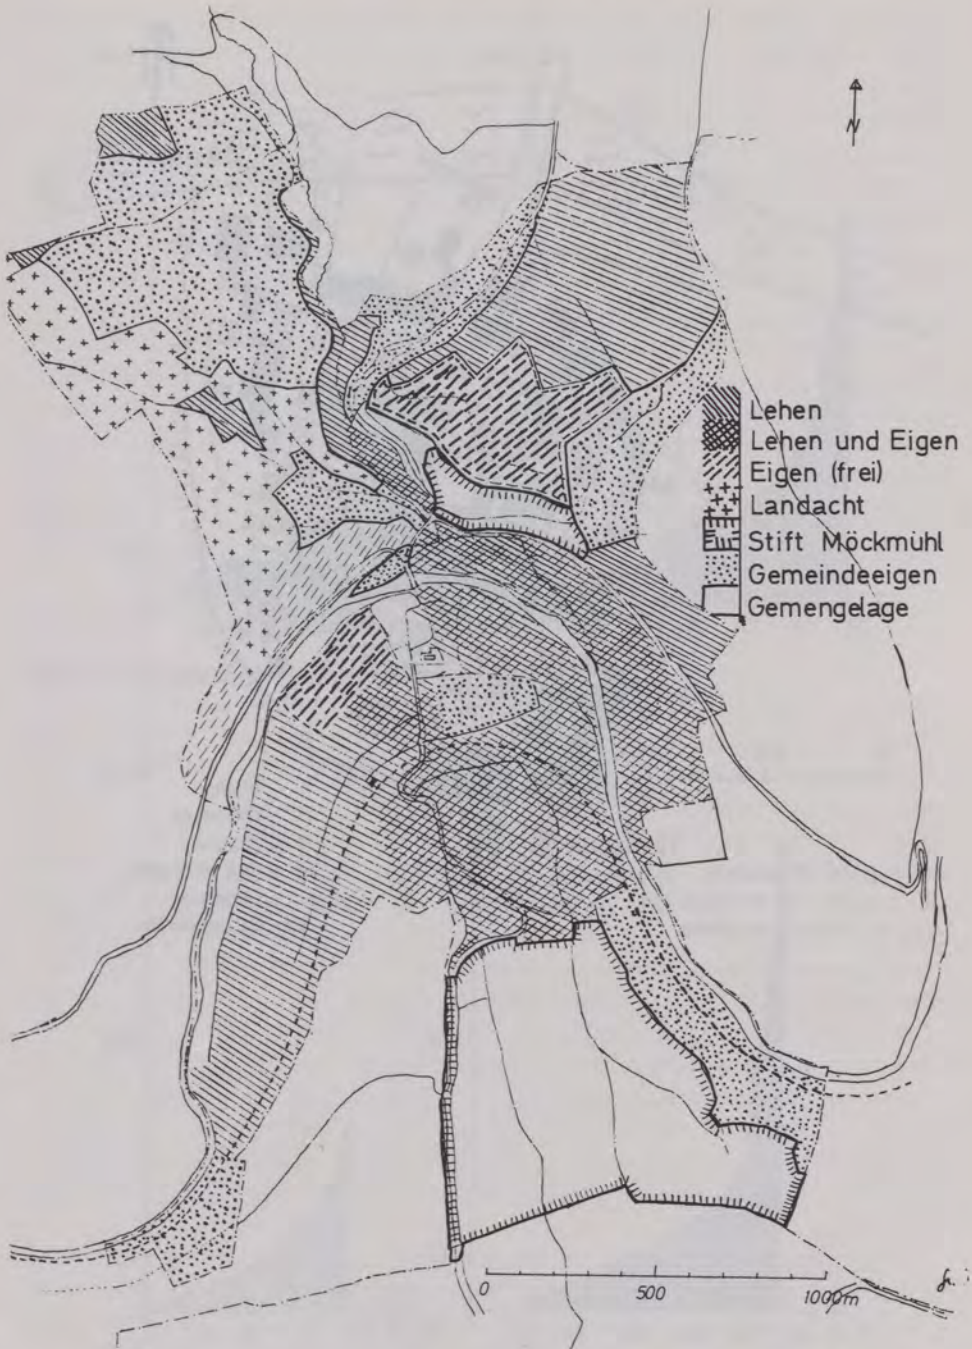 N
Lehen
Lehen und Eigen
Eigen (frei)
Landacht
Stift Möckmühl
Gemeindeeigen
Gemengelage
0 500 1000m